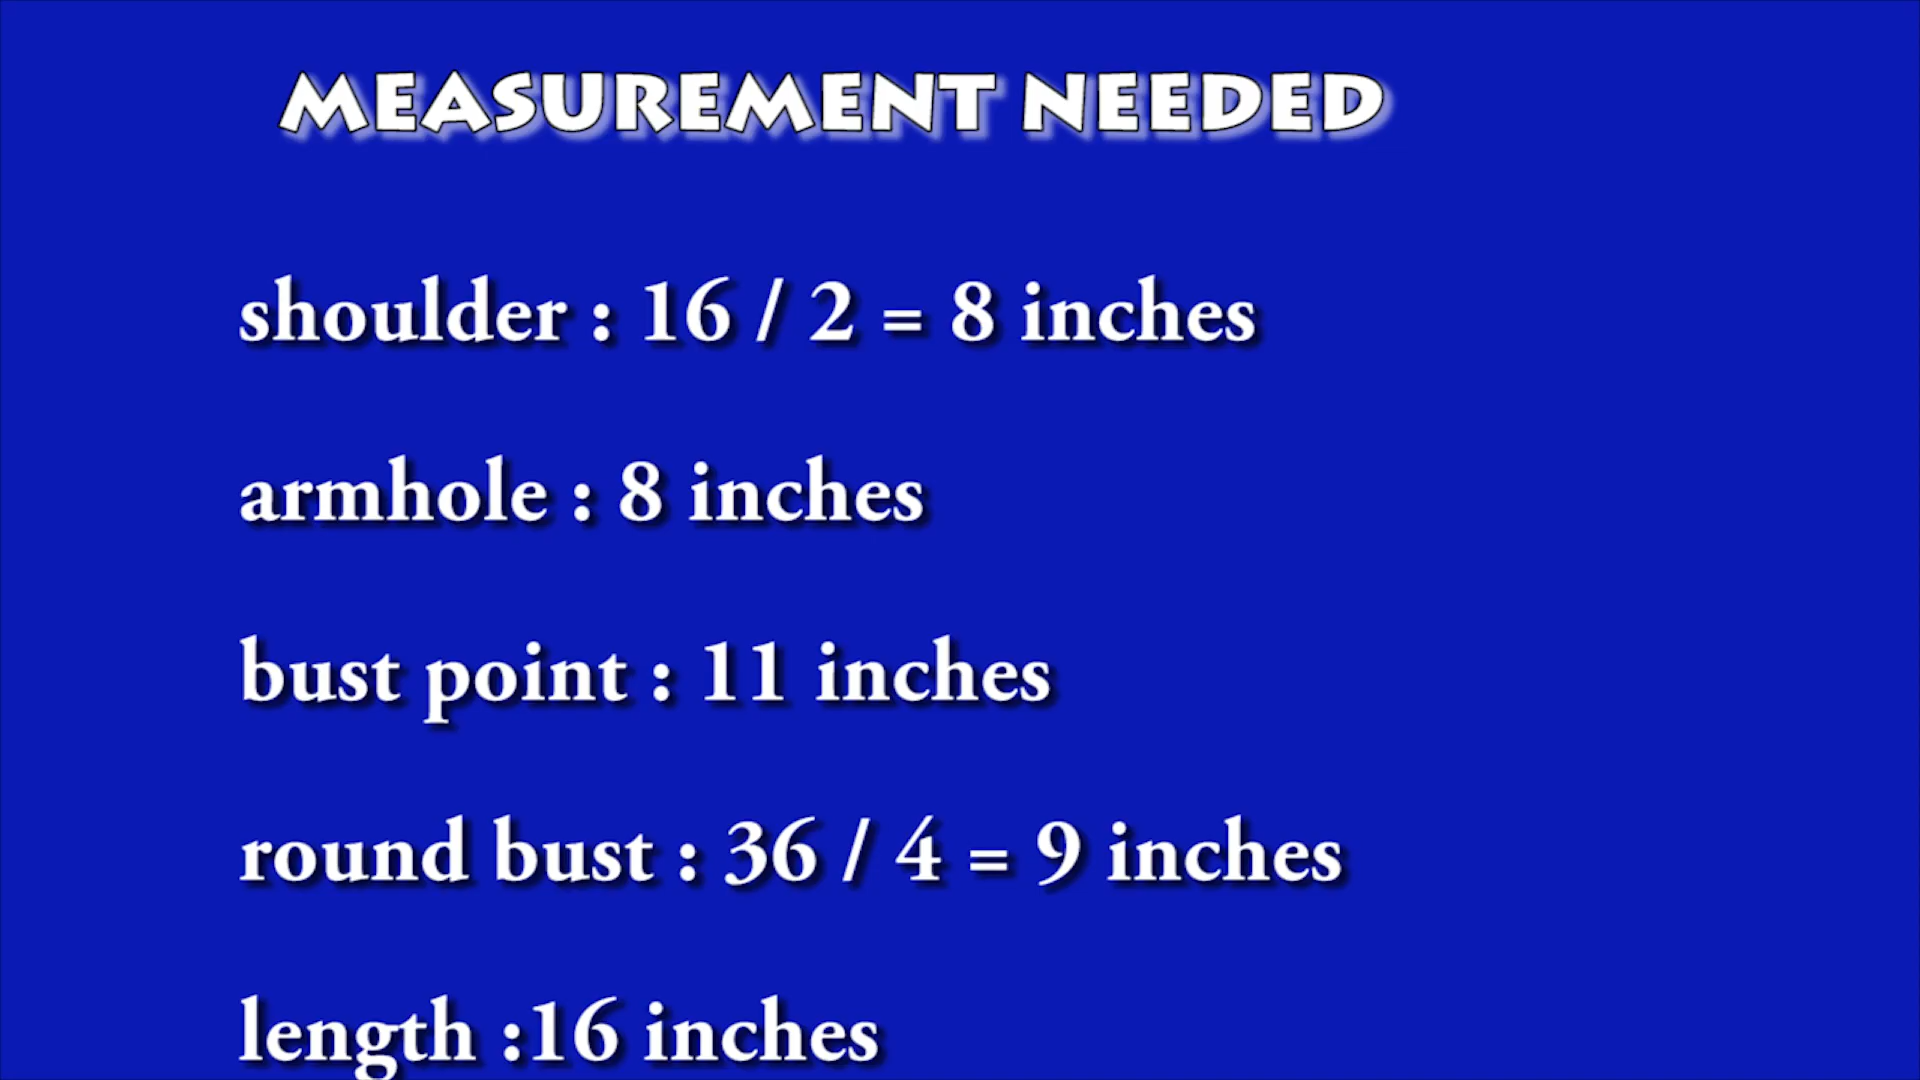 MEASUREMENT NEEDED
shoulder : 16 / 2 = 8 inches
armhole : 8 inches
bust point : 11 inches
round bust : 36 / 4 = 9 inches
length :16 inches